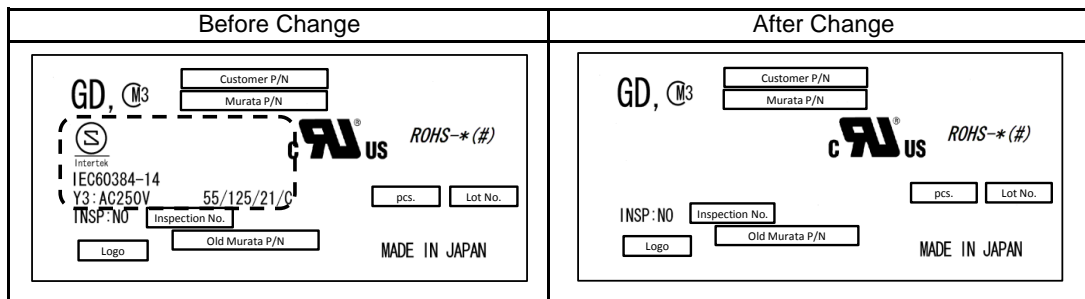 Before Change
After Change
GD, M3
Customer P/N
Murata P/N
S
Intertek
IEC60384-14
Y3:AC250V 55/125/21/C
c RU ® US
ROHS-*(#)
pcs.
Lot No.
INSP:NO
Inspection No.
Old Murata P/N
Logo
MADE IN JAPAN
GD, M3
Customer P/N
Murata P/N
c RU ® US
ROHS-*(#)
pcs.
Lot No.
INSP:NO
Inspection No.
Old Murata P/N
Logo
MADE IN JAPAN